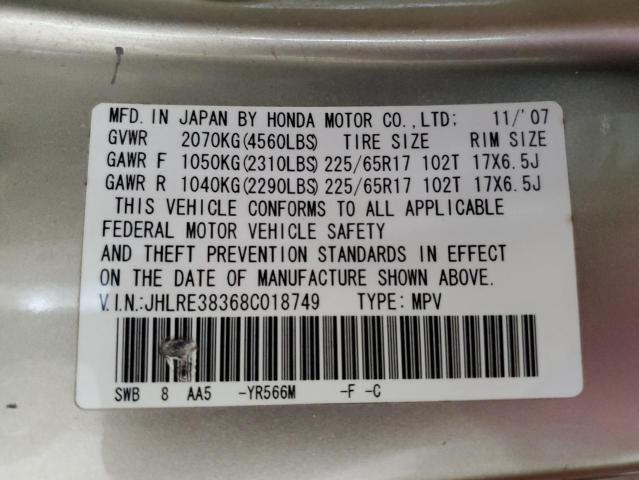 MFD. IN JAPAN BY HONDA MOTOR CO.,LTD; 11/'07
GVWR 2070KG(4560LBS) TIRE SIZE RIM SIZE
GAWR F 1050KG(2310LBS) 225/65R17 102T 17X6.5J
GAWR R 1040KG(2290LBS) 225/65R17 102T 17X6.5J
THIS VEHICLE CONFORMS TO ALL APPLICABLE
FEDERAL MOTOR VEHICLE SAFETY
AND THEFT PREVENTION STANDARDS IN EFFECT
ON THE DATE OF MANUFACTURE SHOWN ABOVE.
V.I.N.:JHLRE38368C018749 TYPE: MPV
SWB 8 AA5 -YR566M -F -C